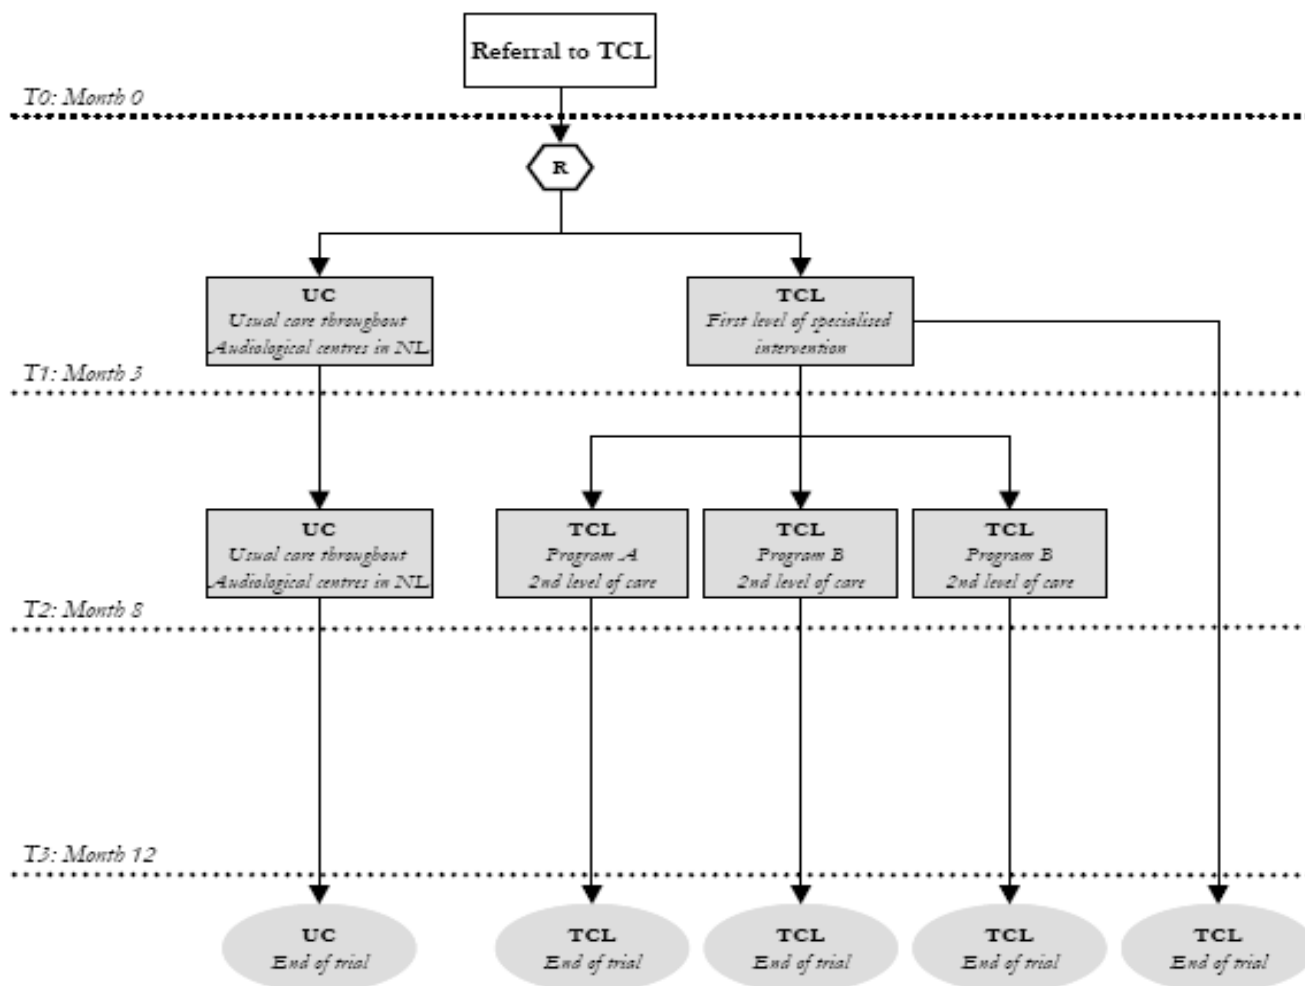 Referral to TCL
T0: Month 0
R
UC
Usual care throughout
Audiological centres in NL
TCL
First level of specialised
intervention
T1: Month 3
UC
Usual care throughout
Audiological centres in NL
TCL
Program A
2nd level of care
TCL
Program B
2nd level of care
TCL
Program B
2nd level of care
T2: Month 8
T3: Month 12
UC
End of trial
TCL
End of trial
TCL
End of trial
TCL
End of trial
TCL
End of trial